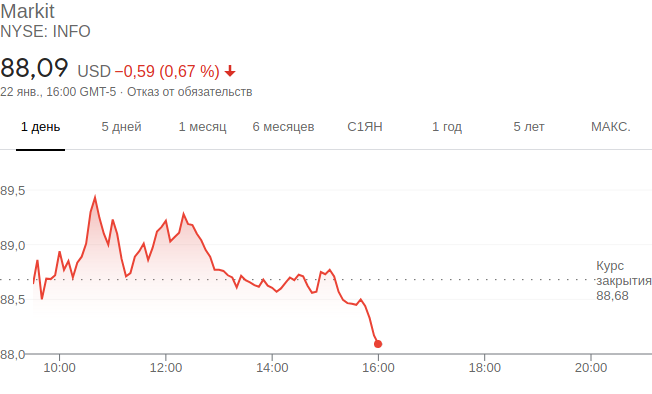 Markit
NYSE: INFO
88,09 USD −0,59 (0,67 %)
22 янв., 16:00 GMT-5 · Отказ от обязательств
1 день 5 дней 1 месяц 6 месяцев С1ЯН 1 год 5 лет МАКС.
89,5
89,0
Курс
закрытия
88,68
88,5
88,0
10:00 12:00 14:00 16:00 18:00 20:00